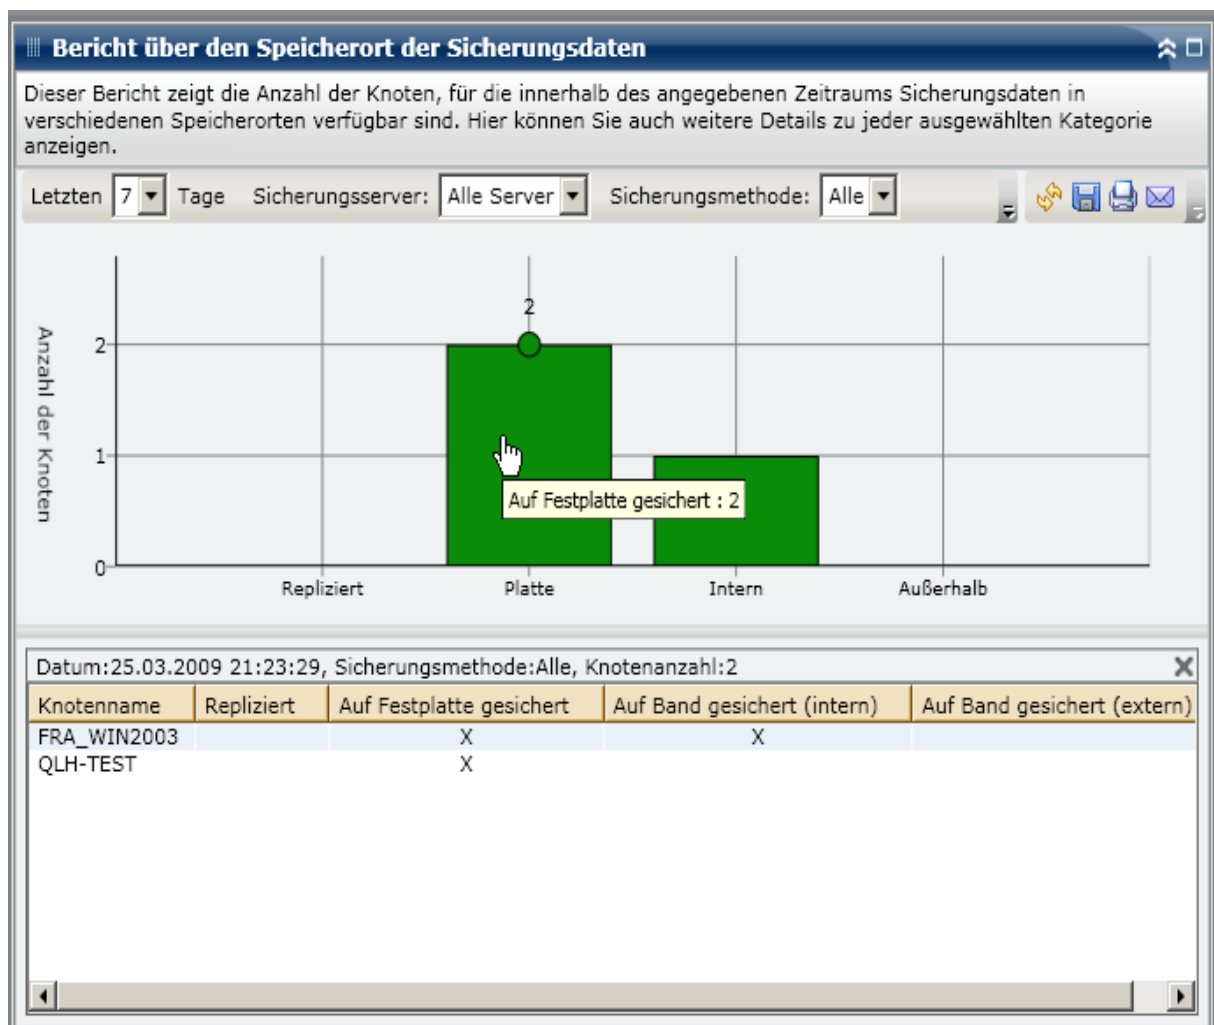 Bericht über den Speicherort der Sicherungsdaten
Dieser Bericht zeigt die Anzahl der Knoten, für die innerhalb des angegebenen Zeitraums Sicherungsdaten in
verschiedenen Speicherorten verfügbar sind. Hier können Sie auch weitere Details zu jeder ausgewählten Kategorie
anzeigen.
Letzten 7 Tage Sicherungsserver: Alle Server Sicherungsmethode: Alle
Anzahl der Knoten
2
2
1
Auf Festplatte gesichert : 2
0
Repliziert Platte Intern Außerhalb
Datum:25.03.2009 21:23:29, Sicherungsmethode:Alle, Knotenanzahl:2
Knotenname Repliziert Auf Festplatte gesichert Auf Band gesichert (intern) Auf Band gesichert (extern)
FRA_WIN2003 X X
QLH-TEST X